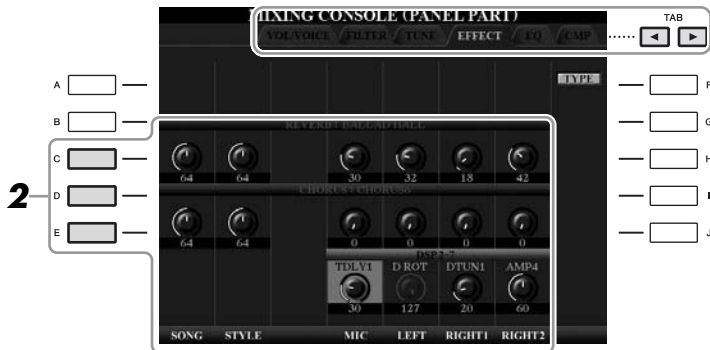 MIXING CONSOLE (PANEL PART)
TAB
VOL/VOICE FILTER TUNE EFFECT EQ CMP
A
TYPE
F
B
G
REVERB: BALLAD HALL
C
H
64 64 30 32 18 42
CHORUS: CHORUS6
2
D
I
E
J
64 64 0 0 0 0
DSP2-7
TDLY1 D ROT DTUN1 AMP4
30 127 20 60
SONG STYLE MIC LEFT RIGHT1 RIGHT2